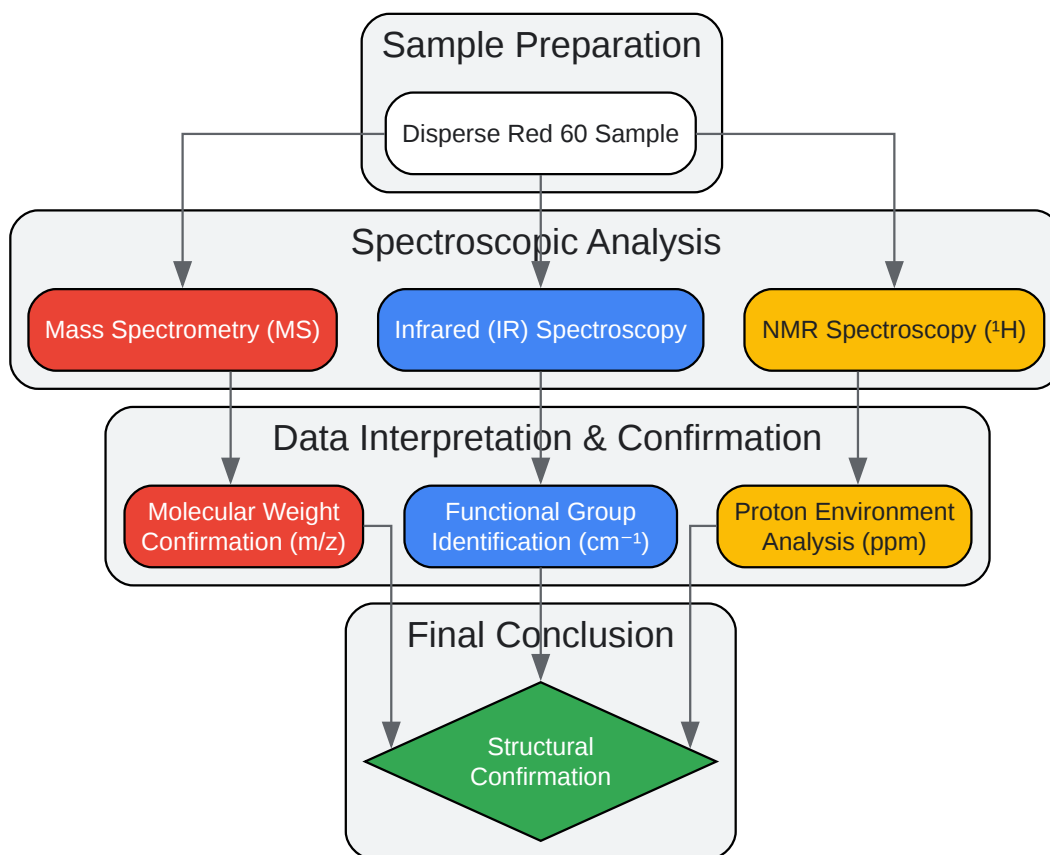 Sample Preparation
Disperse Red 60 Sample
Spectroscopic Analysis
Mass Spectrometry (MS)
Infrared (IR) Spectroscopy
NMR Spectroscopy (¹H)
Data Interpretation & Confirmation
Molecular Weight
Confirmation (m/z)
Functional Group
Identification (cm⁻¹)
Proton Environment
Analysis (ppm)
Final Conclusion
Structural
Confirmation